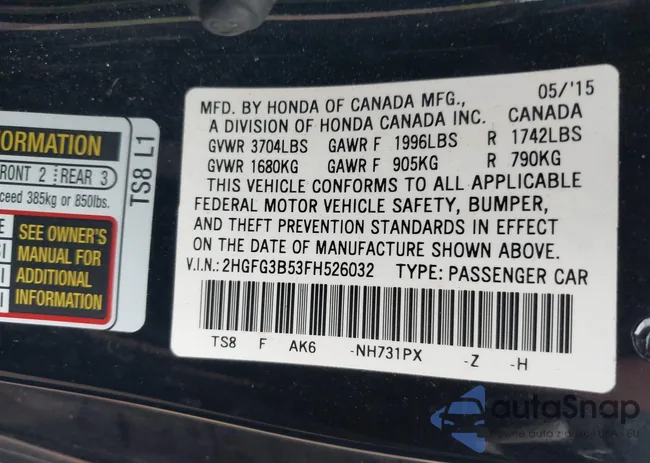 ORMATION
RONT 2 REAR 3
ceed 385kg or 850lbs.
SEE OWNER'S
MANUAL FOR
ADDITIONAL
INFORMATION
TS8 L1
05/'15
MFD. BY HONDA OF CANADA MFG.,
A DIVISION OF HONDA CANADA INC. CANADA
GVWR 3704LBS GAWR F 1996LBS R 1742LBS
GVWR 1680KG GAWR F 905KG R 790KG
THIS VEHICLE CONFORMS TO ALL APPLICABLE
FEDERAL MOTOR VEHICLE SAFETY, BUMPER,
AND THEFT PREVENTION STANDARDS IN EFFECT
ON THE DATE OF MANUFACTURE SHOWN ABOVE.
V.I.N.: 2HGFG3B53FH526032 TYPE: PASSENGER CAR
TS8 F AK6 -NH731PX -Z -H
autoSnap